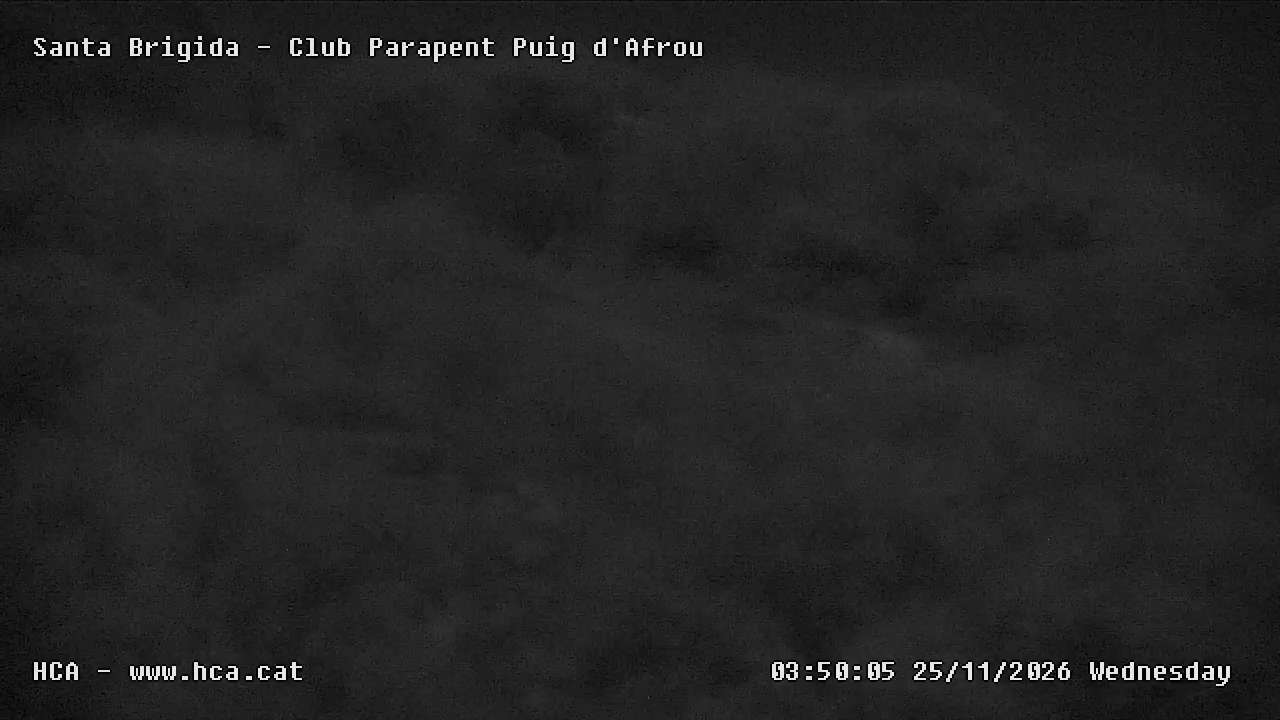 Santa Brigida - Club Parapent Puig d'Afrou
HCA - www.hca.cat
03:50:05 25/11/2026 Wednesday